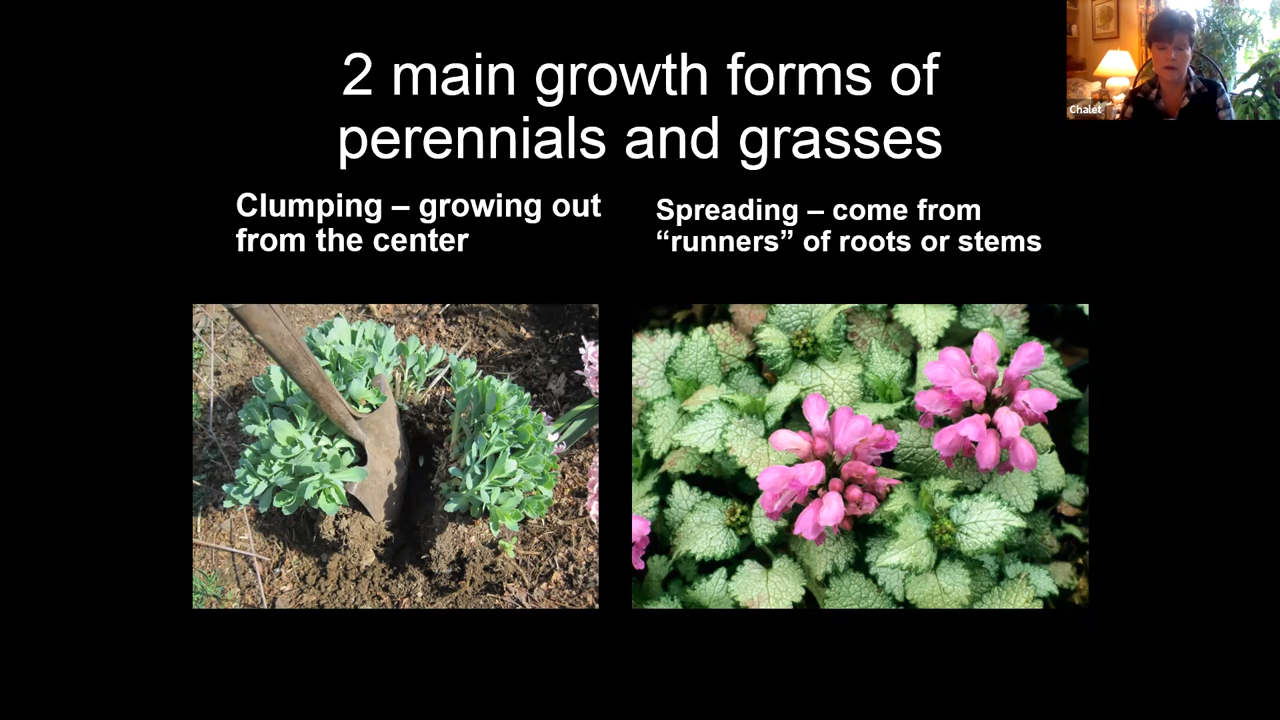 2 main growth forms of
perennials and grasses
Clumping – growing out
from the center
Spreading – come from
“runners” of roots or stems
Chalet